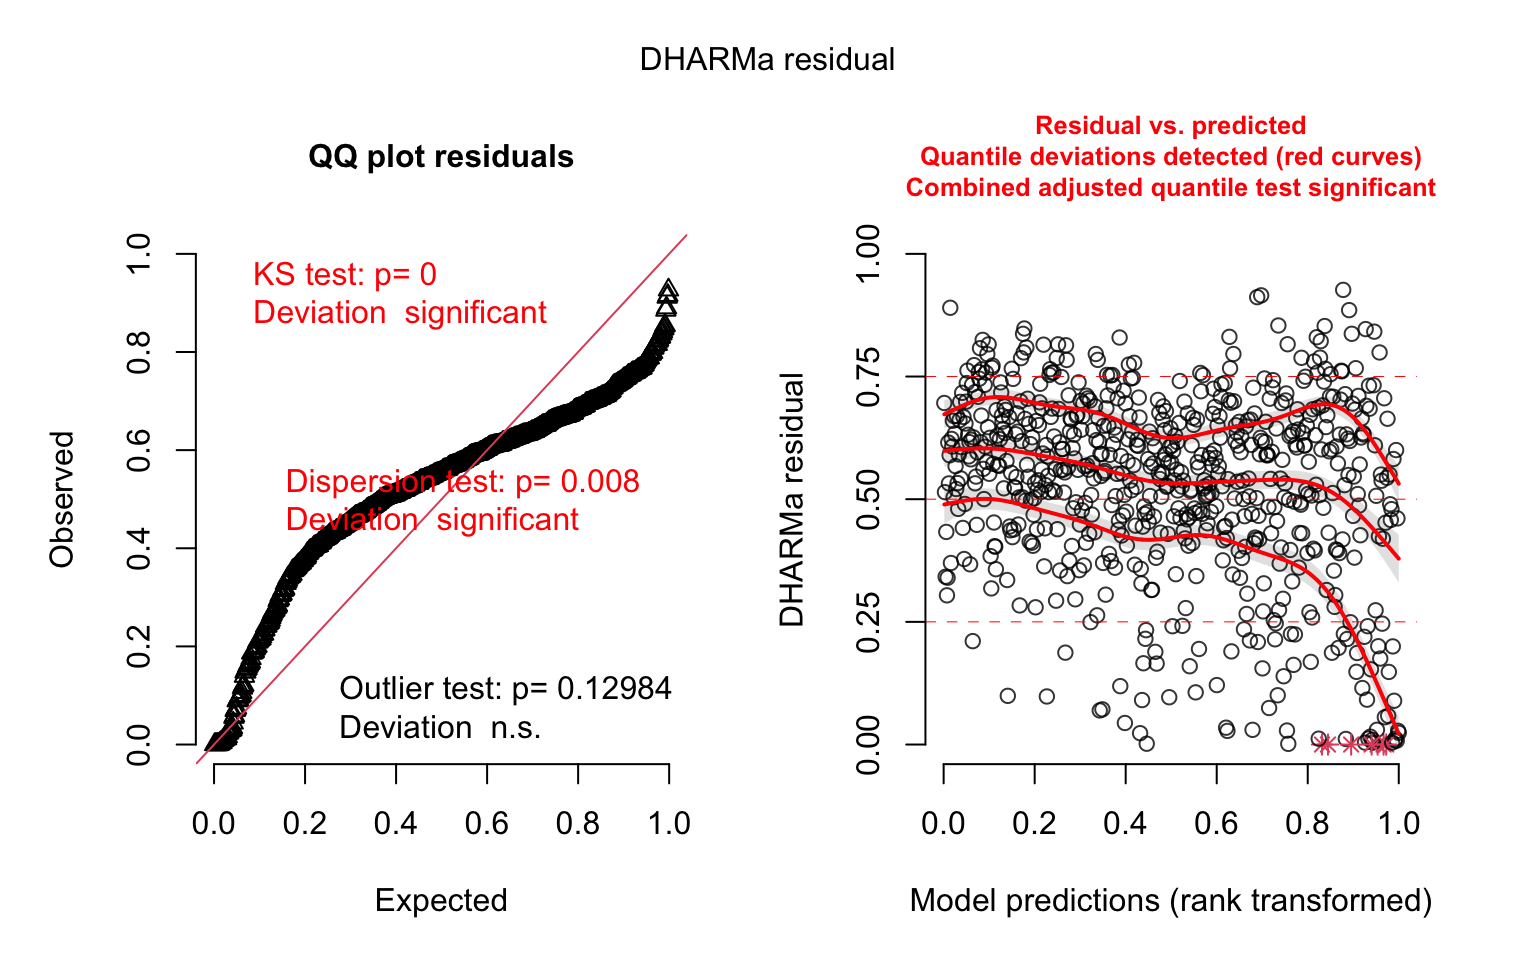 DHARMa residual
QQ plot residuals
KS test: p= 0
Deviation  significant
Dispersion test: p= 0.008
Deviation  significant
Outlier test: p= 0.12984
Deviation  n.s.
Observed
0.0 0.2 0.4 0.6 0.8 1.0
0.0 0.2 0.4 0.6 0.8 1.0
Expected
Residual vs. predicted
Quantile deviations detected (red curves)
Combined adjusted quantile test significant
DHARMa residual
0.00 0.25 0.50 0.75 1.00
0.0 0.2 0.4 0.6 0.8 1.0
Model predictions (rank transformed)